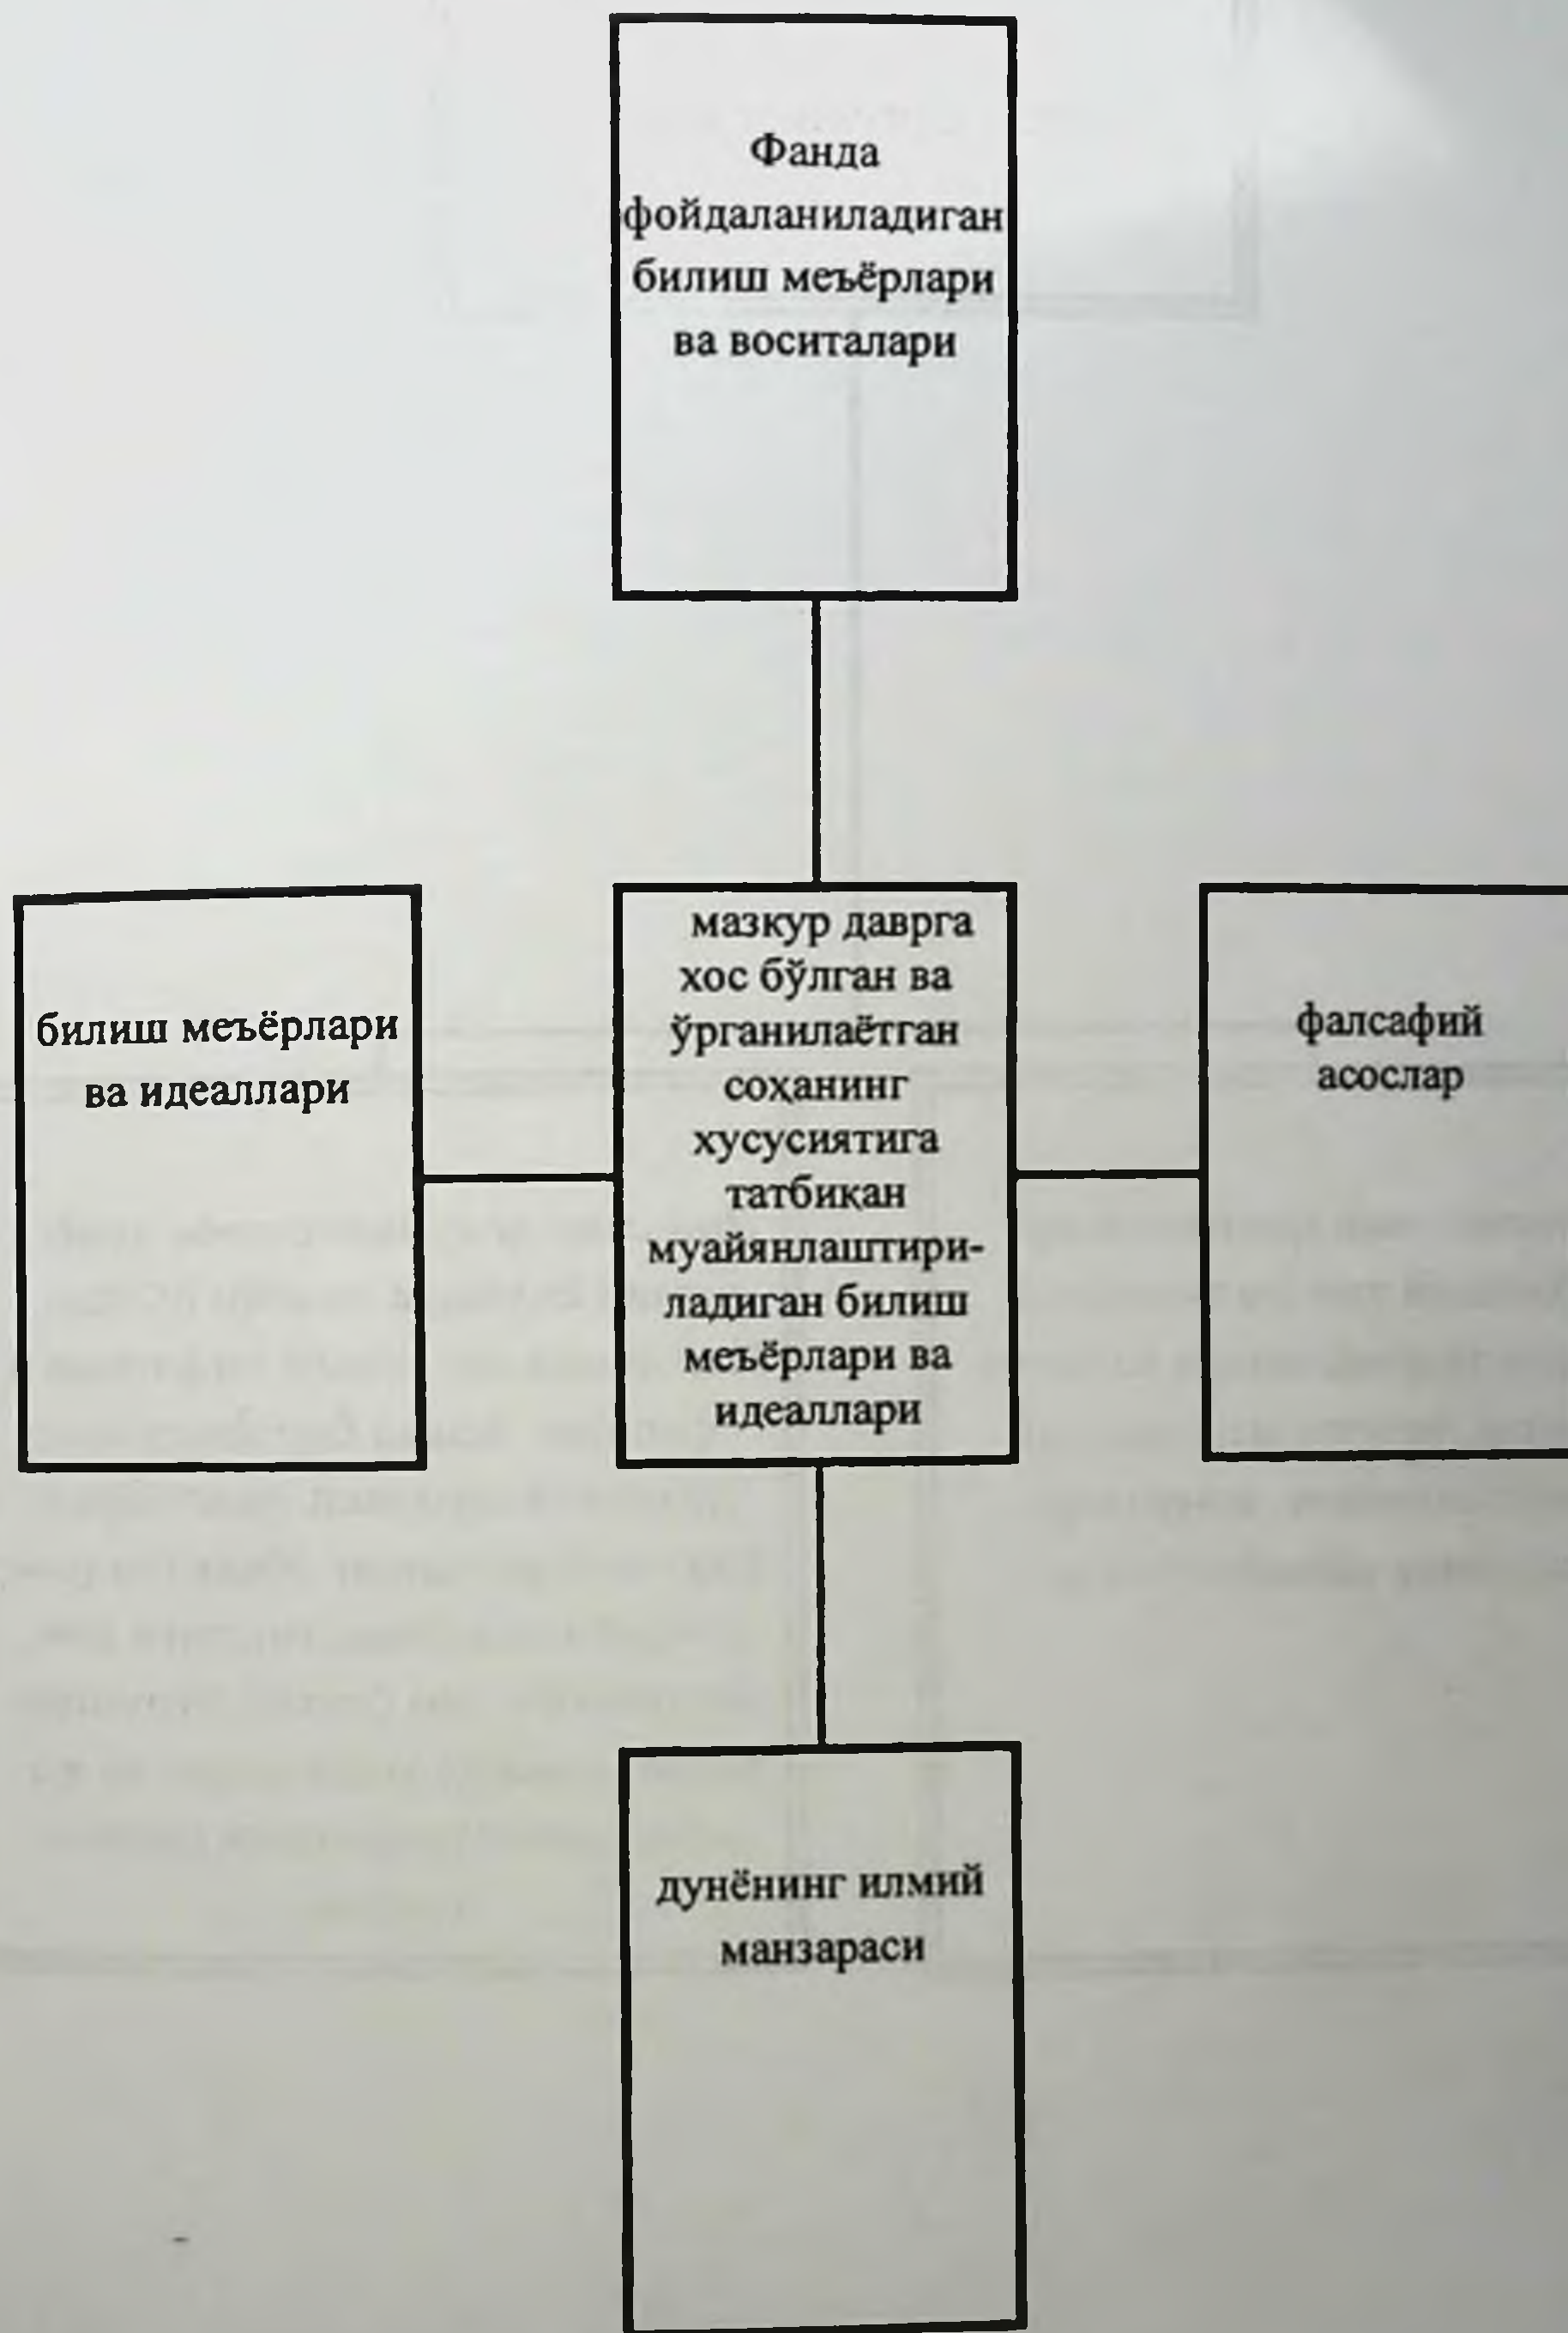 Фанда
фойдаланиладиган
билиш меъёрлари
ва воситалари
билиш меъёрлари
ва идеаллари
мазкур даврга
хос бўлган ва
ўрганилаётган
соҳанинг
хусусиятига
татбиқан
муайянлаштири-
ладиган билиш
меъёрлари ва
идеаллари
фалсафий
асослар
дунёнинг илмий
манзараси